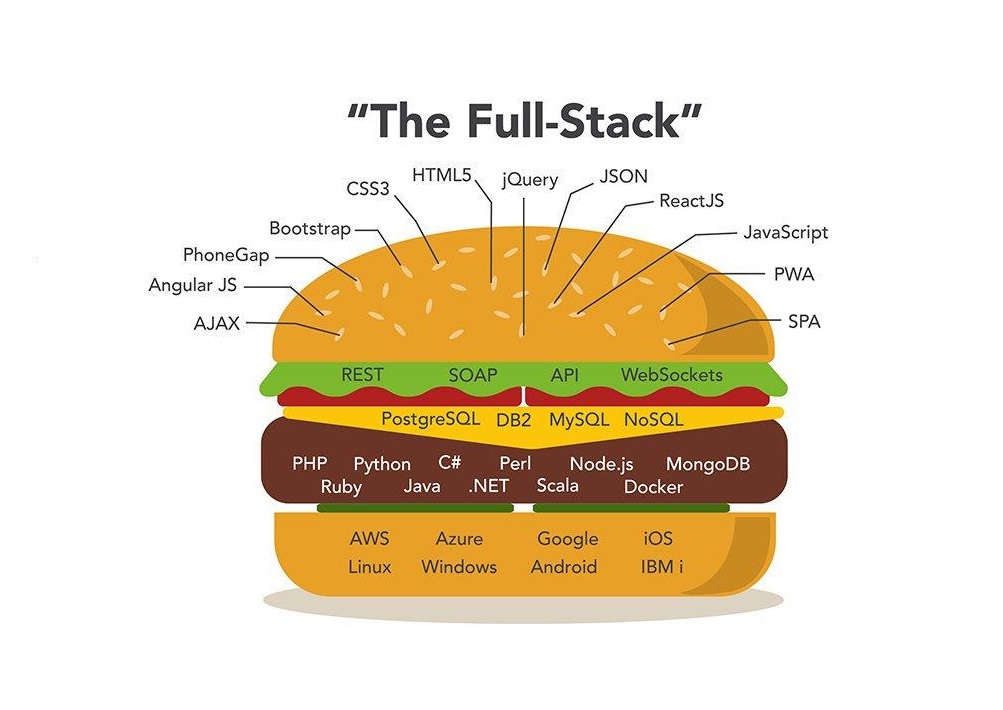 “The Full-Stack”
HTML5
jQuery
JSON
CSS3
ReactJS
Bootstrap
JavaScript
PhoneGap
PWA
Angular JS
AJAX
SPA
REST SOAP API WebSockets
PostgreSQL DB2 MySQL NoSQL
PHP Python C# Perl Node.js MongoDB
Ruby Java .NET Scala Docker
AWS Azure Google iOS
Linux Windows Android IBM i